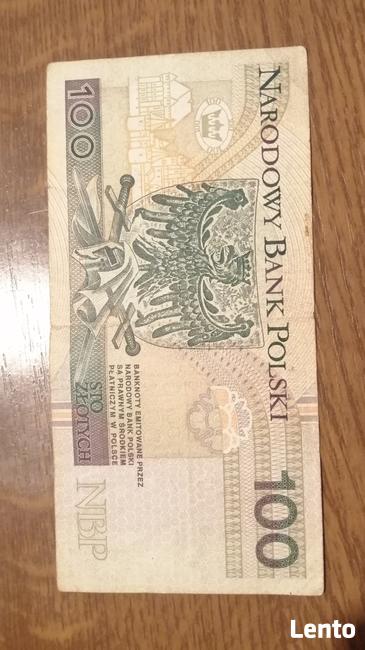 NARODOWY BANK POLSKI
100
100
BANKNOTY EMITOWANE PRZEZ
NARODOWY BANK POLSKI
SĄ PRAWNYM ŚRODKIEM
PŁATNICZYM W POLSCE
STO
ZŁOTYCH
NBP
Lento